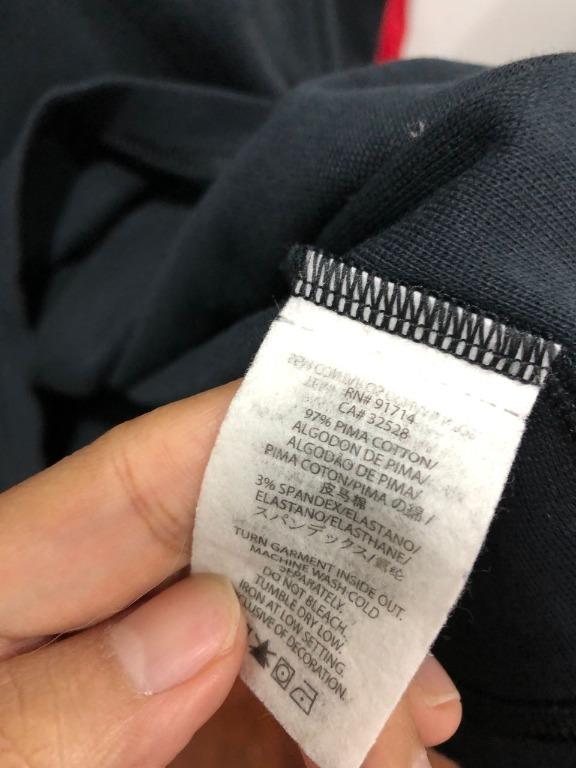 RN# 91714
CA# 32528
97% PIMA COTTON/
ALGODON DE PIMA/
ALGODÃO DE PIMA/
PIMA COTON/PIMA の綿 /
皮马棉
3% SPANDEX/ELASTANO/
ELASTANO/ELASTHANE/
スパンデックス/氨纶
TURN GARMENT INSIDE OUT.
MACHINE WASH COLD
SEPARATELY.
DO NOT BLEACH.
TUMBLE DRY LOW.
IRON AT LOW SETTING.
OF DECORATION.